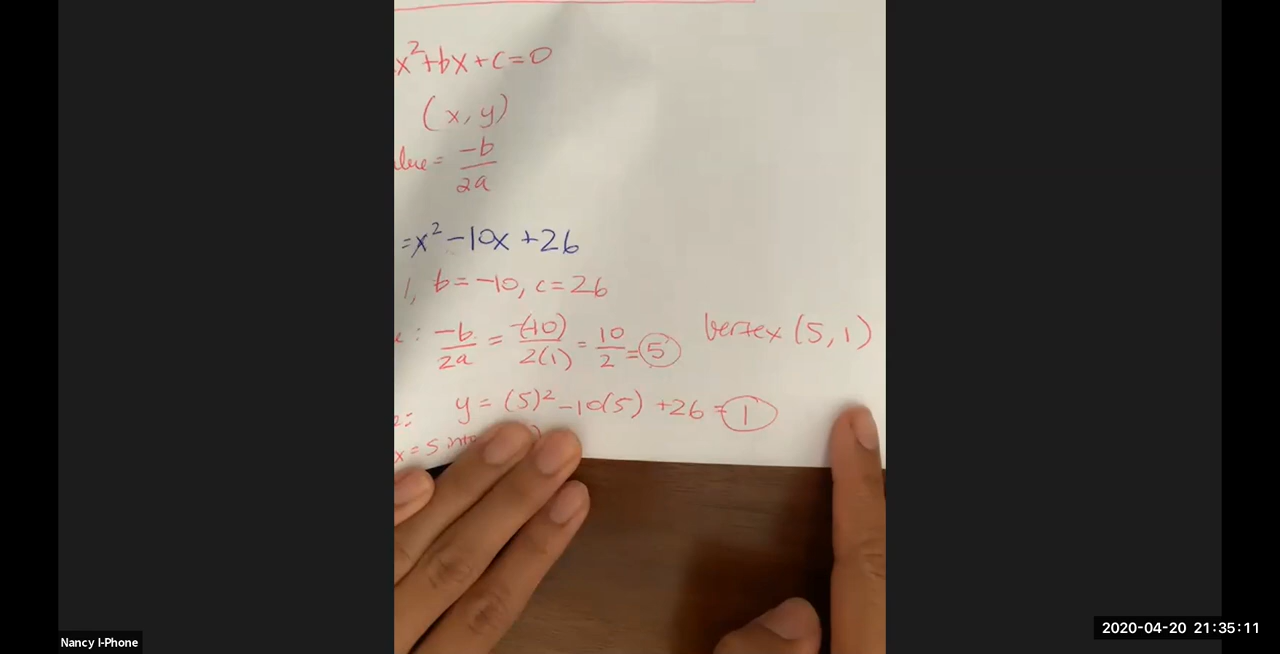 x²+bx+c=0
(x, y)
= -b/2a
=x²-10x+26
1, b=-10, c=26
: -b/2a = -(-10)/2(1) = 10/2 = 5 vertex (5, 1)
y = (5)² -10(5) +26 = 1
x = 5 into
Nancy I-Phone
2020-04-20 21:35:11